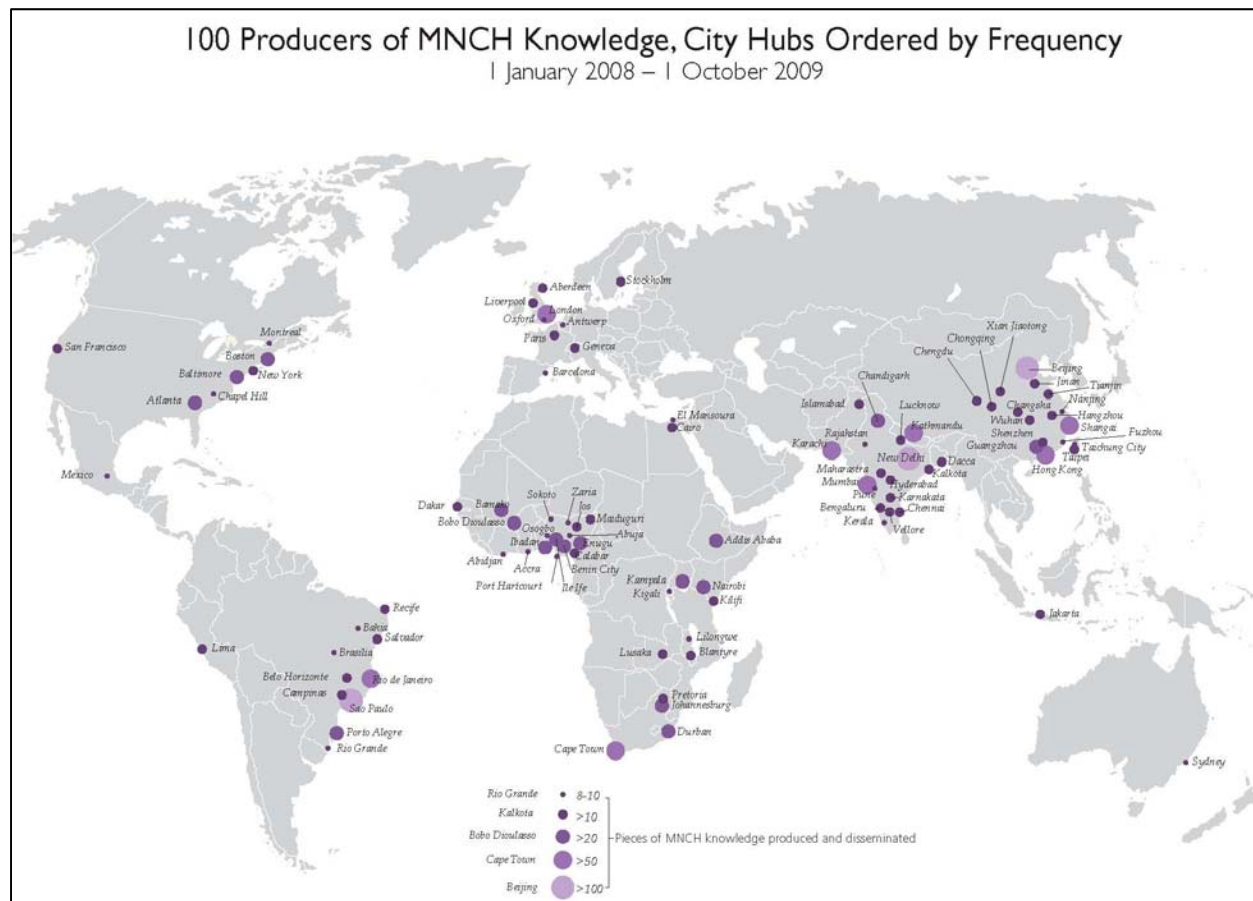 100 Producers of MNCH Knowledge, City Hubs Ordered by Frequency
1 January 2008 – 1 October 2009
Stockholm
Aberdeen
Liverpool
London
Oxford
Antwerp
Paris
Geneva
Barcelona
Montreal
San Francisco
Boston
New York
Baltimore
Chapel Hill
Atlanta
Mexico
Xian Jiaotong
Chongqing
Chengdu
Beijing
Jinan
Tianjin
Nanjing
Changsha
Hangzhou
Wuhan
Shangai
Shenzhen
Fuzhou
Guangzhou
Taichung City
Taipei
Hong Kong
Chandigarh
Islamabad
Lucknow
Kathmandu
Rajahstan
Karachi
New Delhi
Dacca
Maharastra
Kalkota
Mumbai
Hyderabad
Pune
Karnakata
Bengaluru
Chennai
Kerala
Vellore
El Mansoura
Cairo
Dakar
Bamako
Sokoto
Zaria
Jos
Maiduguri
Bobo Dioulasso
Osogbo
Abuja
Ibadan
Enugu
Calabar
Abidjan
Accra
Benin City
Port Hartcourt
Ile Ife
Addis Ababa
Kampala
Nairobi
Kigali
Kilifi
Lilongwe
Lusaka
Blantyre
Pretoria
Johannesburg
Durban
Cape Town
Jakarta
Sydney
Recife
Bahia
Salvador
Lima
Brasilia
Belo Horizonte
Rio de Janeiro
Campinas
Sao Paulo
Porto Alegre
Rio Grande
Rio Grande 8-10
Kalkota >10
Bobo Dioulasso >20
Pieces of MNCH knowledge produced and disseminated
Cape Town >50
Beijing >100